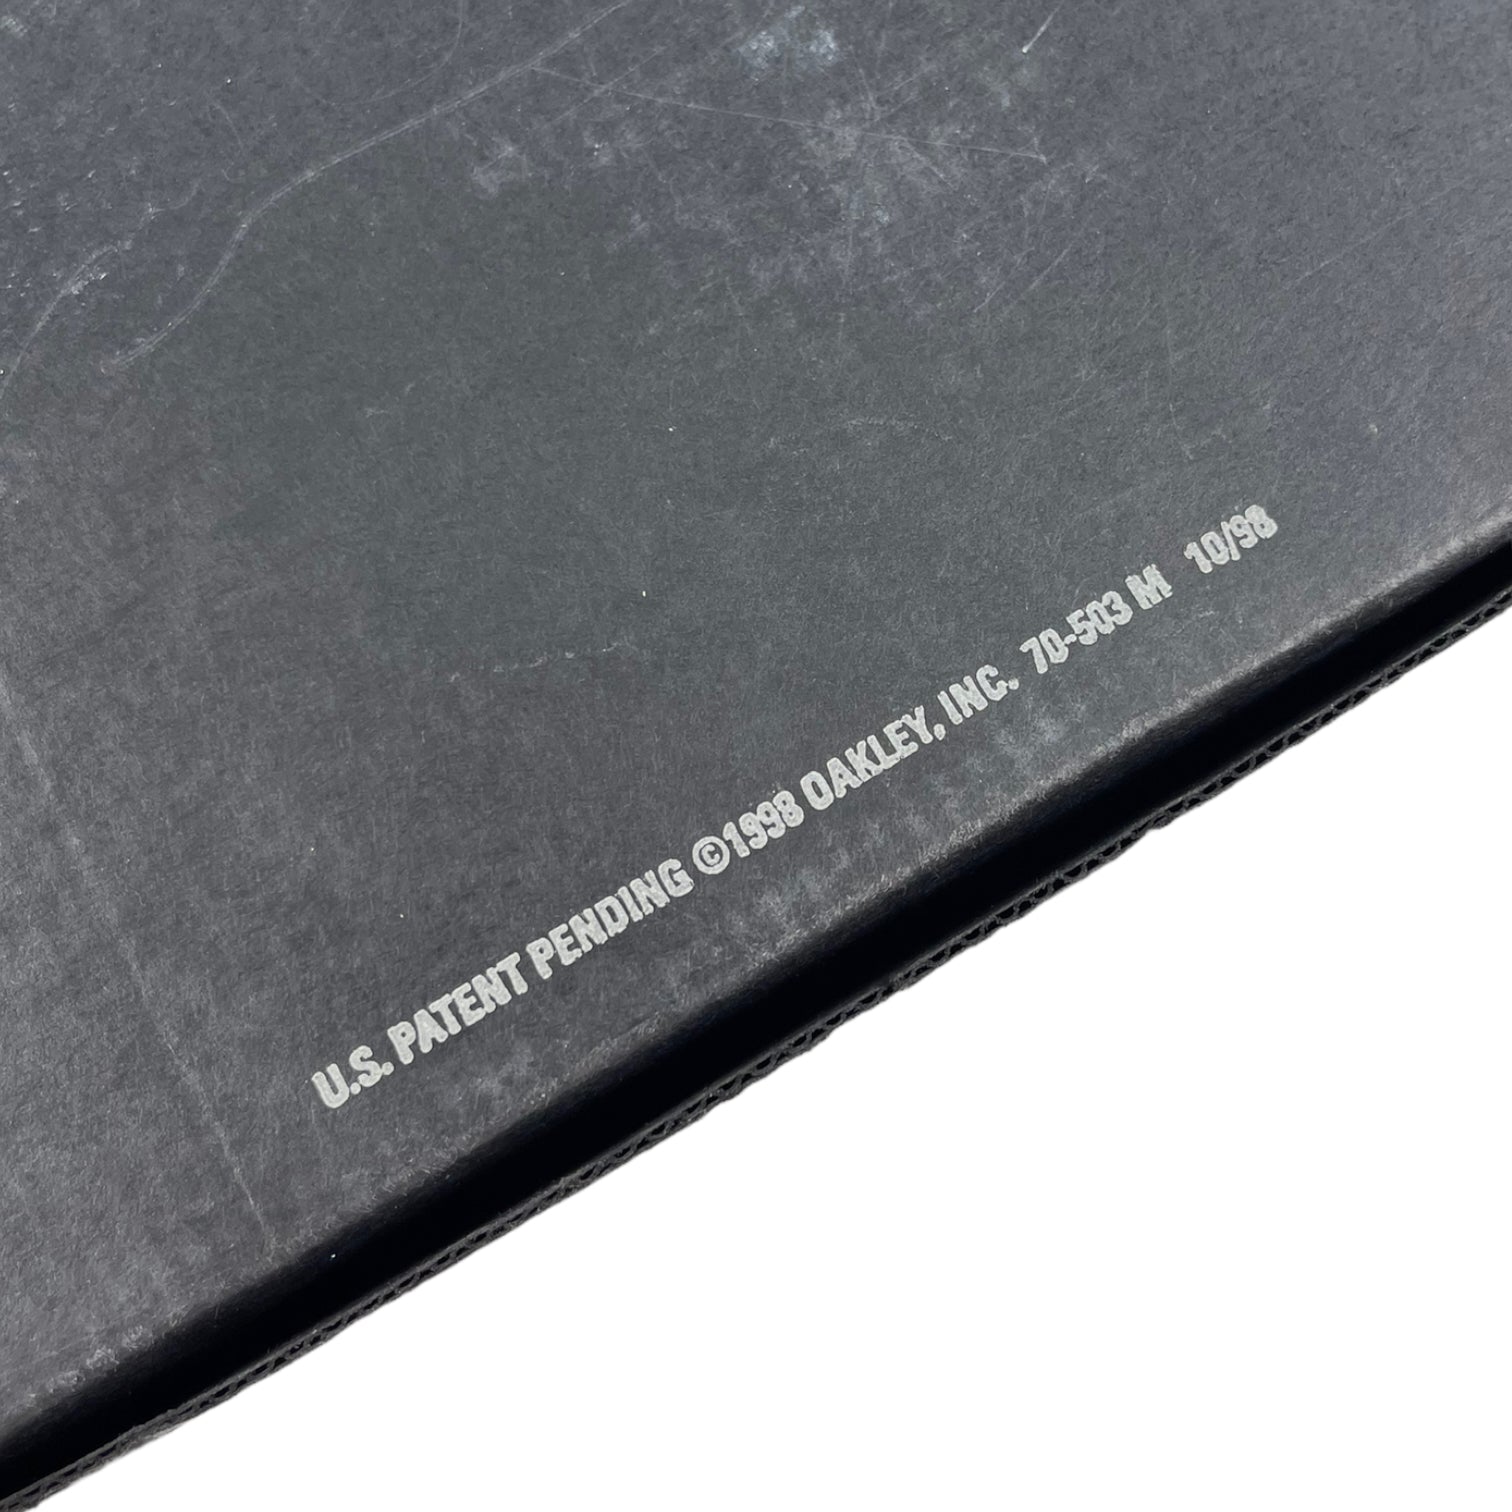 U.S. PATENT PENDING ©1998 OAKLEY, INC. 70-503 M 10/98